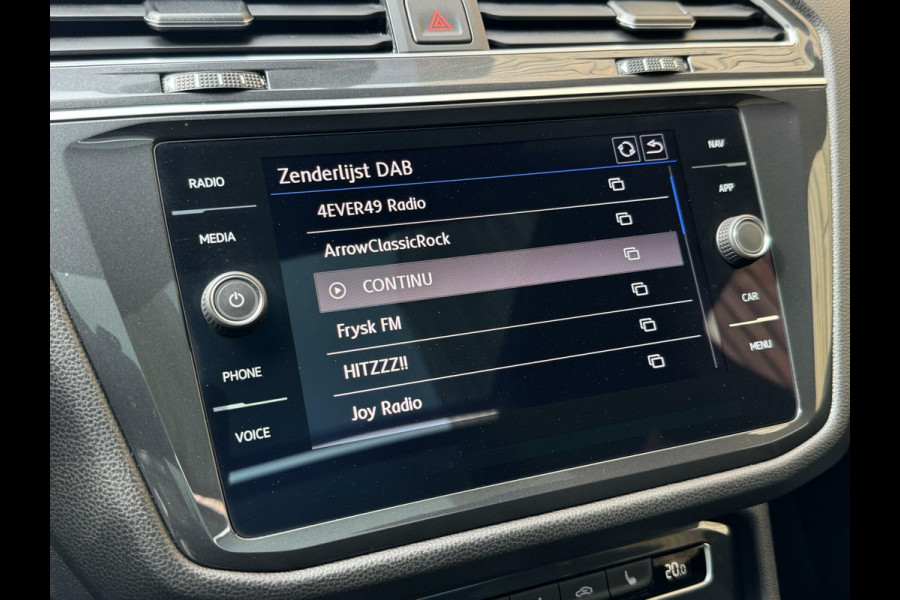 Zenderlijst DAB
4EVER49 Radio
ArrowClassicRock
CONTINU
Frysk FM
HITZZZ!!
Joy Radio
RADIO
MEDIA
PHONE
VOICE
NAV
APP
CAR
MENU
20.0